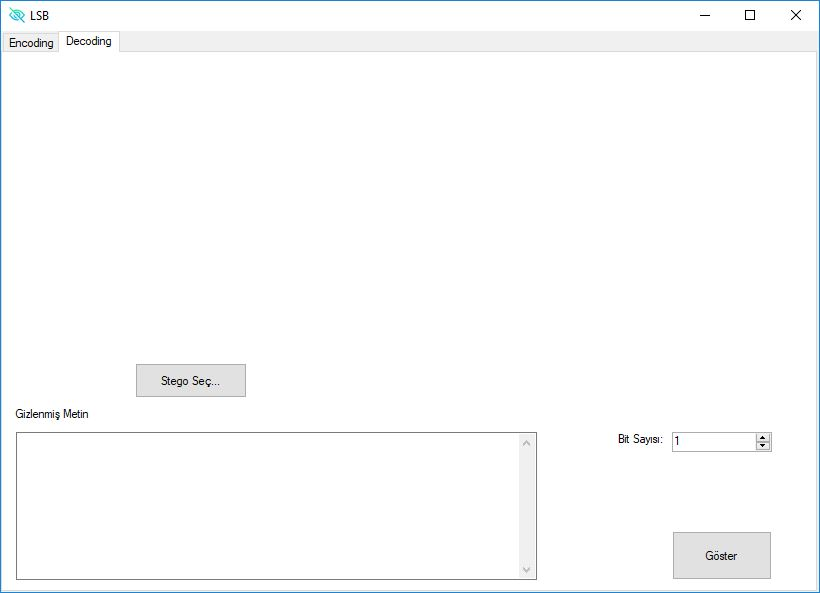 LSB
Encoding
Decoding
Stego Seç...
Gizlenmiş Metin
Bit Sayısı:
1
Göster